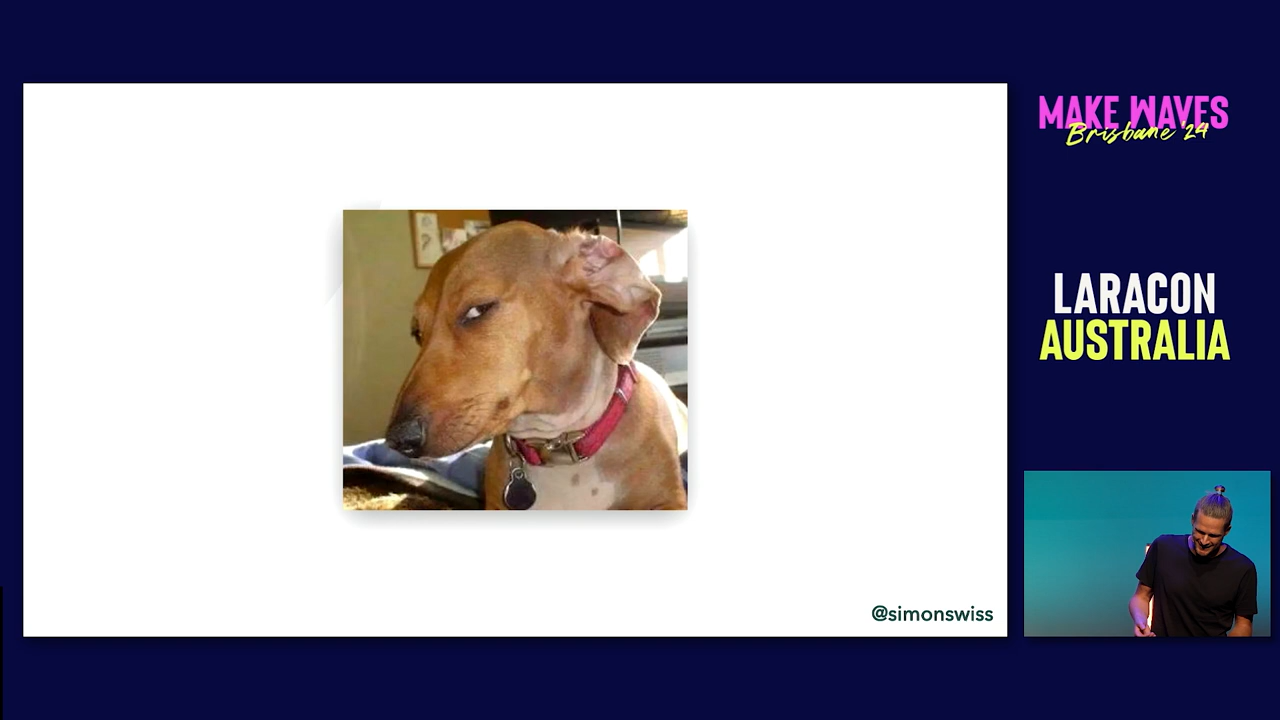 MAKE WAVES
Brisbane '24
LARACON
AUSTRALIA
@simonswiss